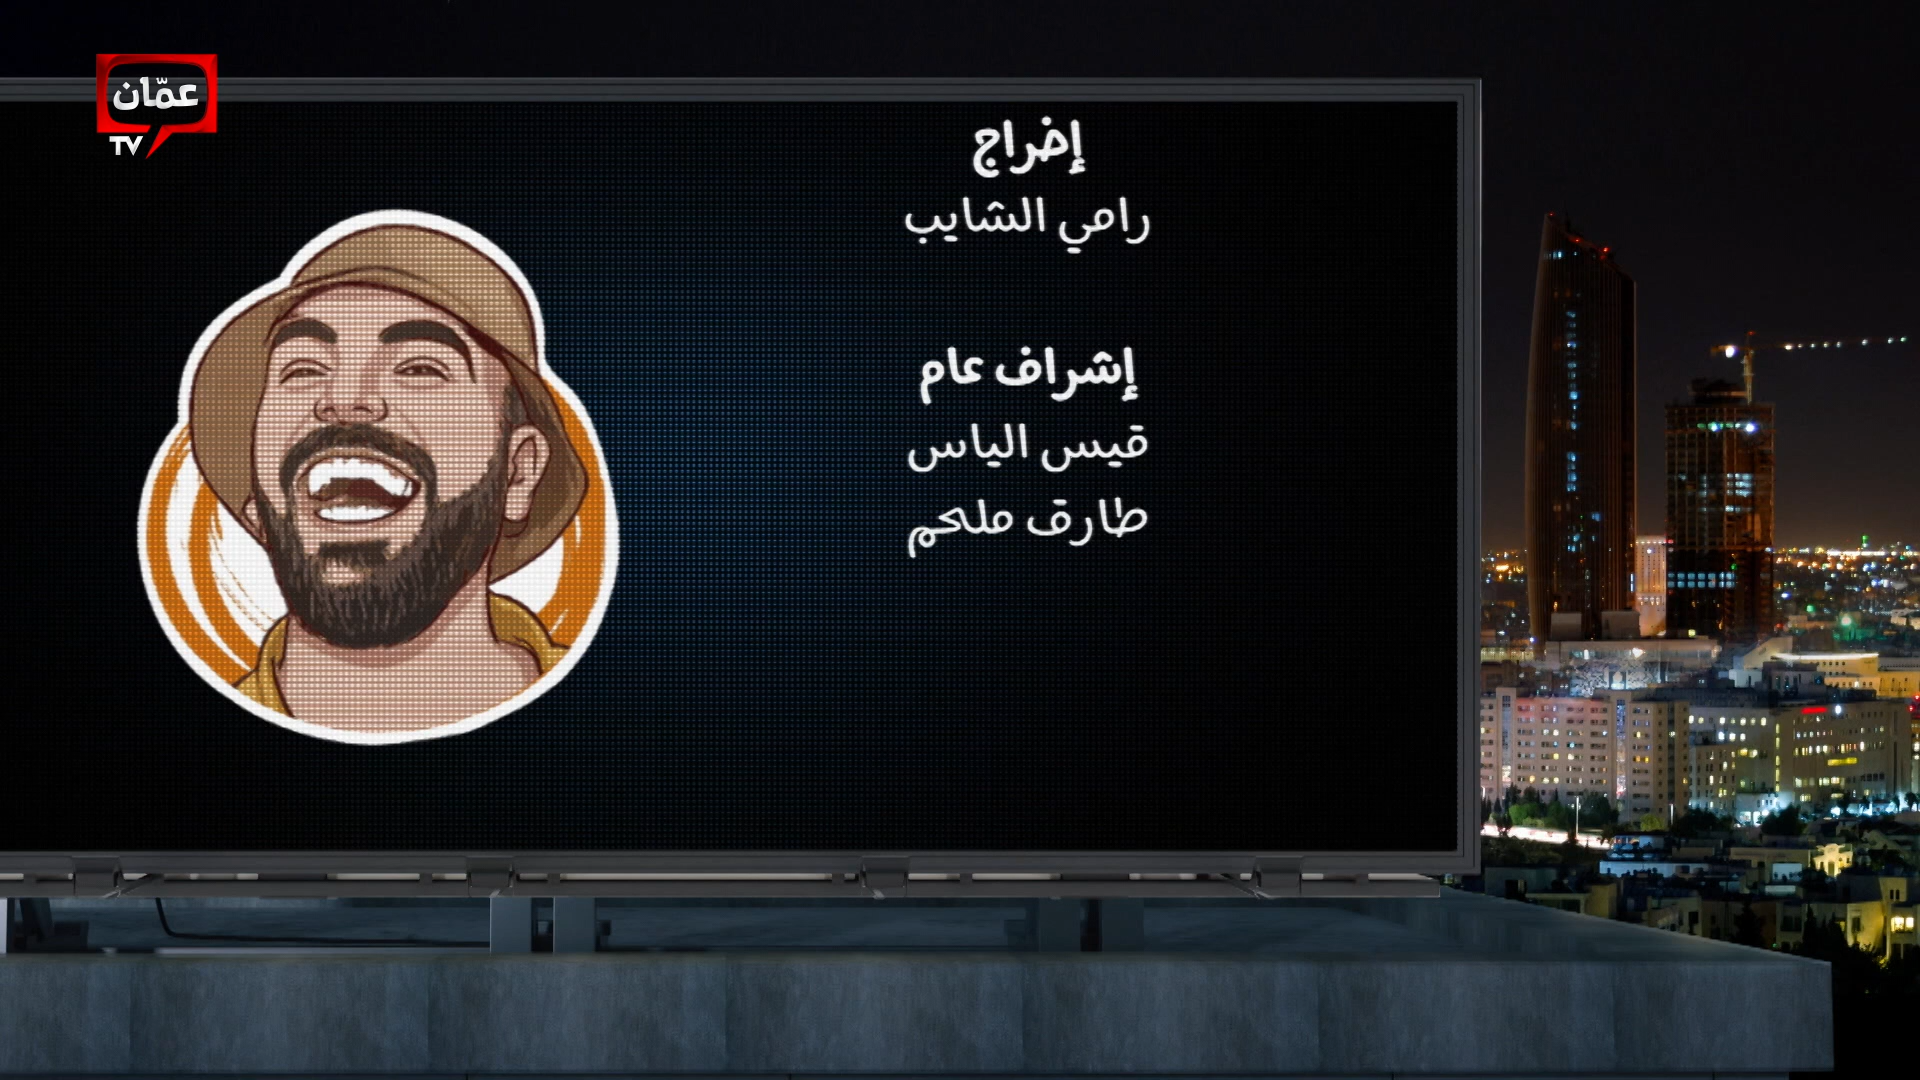 عمّان
TV
إخراج
رامي الشايب
إشراف عام
قيس الياس
طارق ملحم